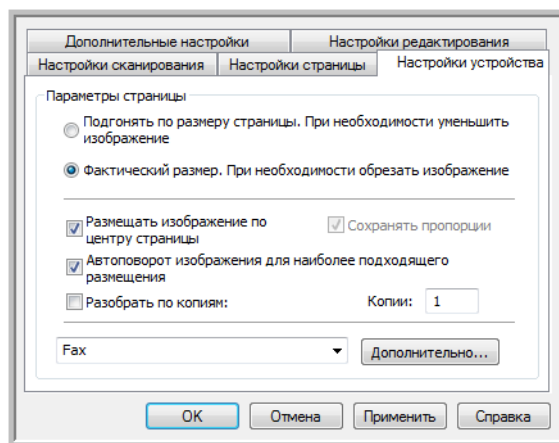 Дополнительные настройки
Настройки редактирования
Настройки сканирования
Настройки страницы
Настройки устройства
Параметры страницы
Подгонять по размеру страницы. При необходимости уменьшить
изображение
Фактический размер. При необходимости обрезать изображение
Размещать изображение по
центру страницы
Сохранять пропорции
Автоповорот изображения для наиболее подходящего
размещения
Разобрать по копиям:
Копии:
1
Fax
Дополнительно...
OK
Отмена
Применить
Справка